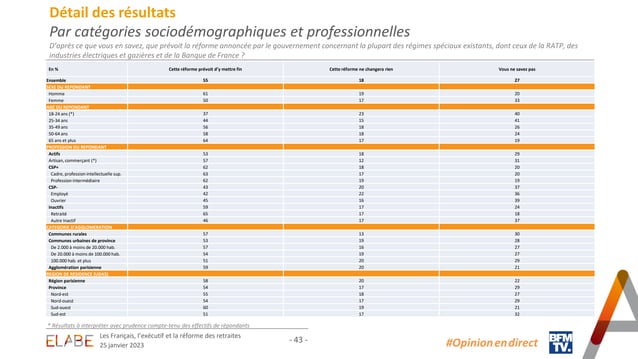 Détail des résultats
Par catégories sociodémographiques et professionnelles
D'après ce que vous en savez, que prévoit la réforme annoncée par le gouvernement concernant la plupart des régimes spéciaux existants, dont ceux de la RATP, des
industries électriques et gazières et de la Banque de France ?
En % Cette réforme prévoit d'y mettre fin Cette réforme ne changera rien Vous ne savez pas
Ensemble 55 18 27
SEXE DU REPONDANT
Homme 61 19 20
Femme 50 17 33
AGE DU REPONDANT
18-24 ans (*) 37 23 40
25-34 ans 44 15 41
35-49 ans 56 18 26
50-64 ans 58 18 24
65 ans et plus 64 17 19
PROFESSION DU REPONDANT
Actifs 53 18 29
Artisan, commerçant (*) 57 12 31
CSP+ 62 18 20
Cadre, profession intellectuelle sup. 63 17 20
Profession intermédiaire 62 19 19
CSP- 43 20 37
Employé 42 22 36
Ouvrier 45 16 39
Inactifs 59 17 24
Retraité 65 17 18
Autre inactif 46 17 37
CATEGORIE D'AGGLOMERATION
Communes rurales 57 13 30
Communes urbaines de province 53 19 28
De 2.000 à moins de 20.000 hab. 57 16 27
De 20.000 à moins de 100.000 hab. 54 19 27
100.000 hab. et plus 51 20 29
Agglomération parisienne 59 20 21
REGION DE RESIDENCE (UDA5)
Région parisienne 58 20 22
Province 54 17 29
Nord-est 55 18 27
Nord-ouest 54 17 29
Sud-ouest 60 19 21
Sud-est 51 17 32
* Résultats à interpréter avec prudence compte-tenu des effectifs de répondants
ELABE
Les Français, l'exécutif et la réforme des retraites
25 janvier 2023
- 43 -
#Opinion en direct
BFM
TV.